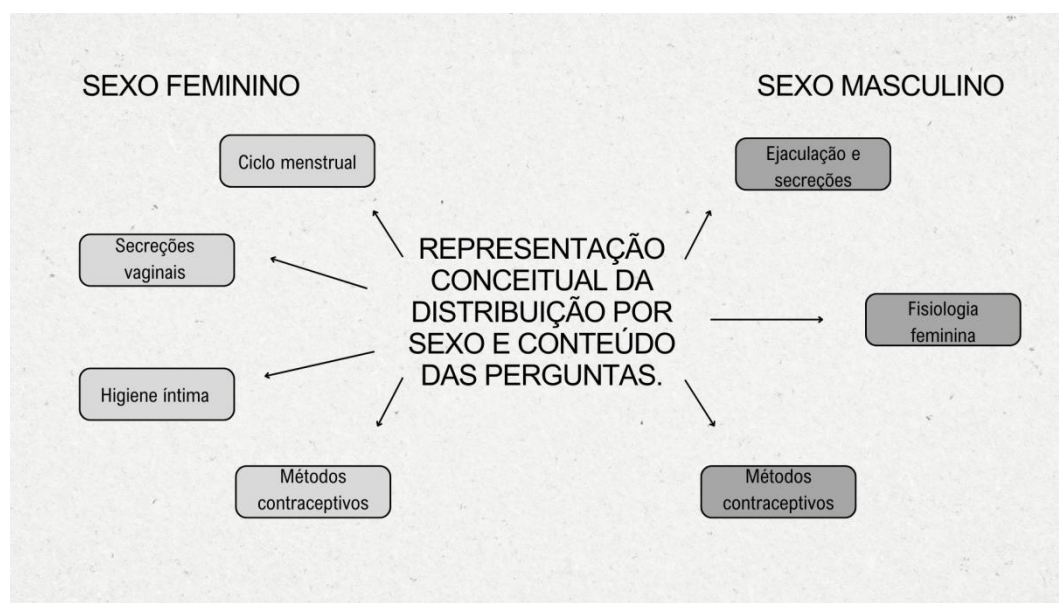 SEXO FEMININO
SEXO MASCULINO
Ciclo menstrual
Ejaculação e
secreções
Secreções
vaginais
REPRESENTAÇÃO
CONCEITUAL DA
DISTRIBUIÇÃO POR
SEXO E CONTEÚDO
DAS PERGUNTAS.
Fisiologia
feminina
Higiene íntima
Métodos
contraceptivos
Métodos
contraceptivos